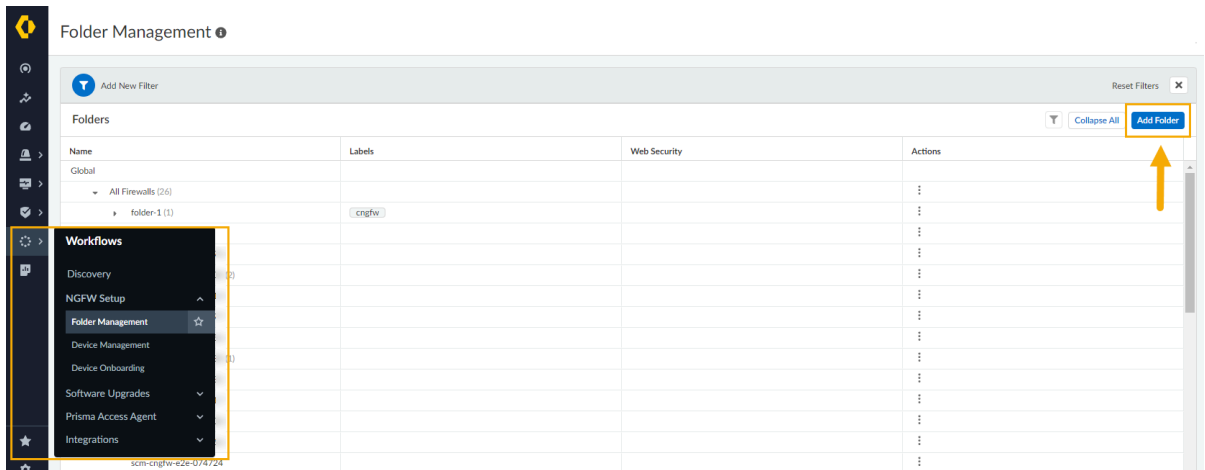 Folder Management
Add New Filter
Reset Filters
Folders
Collapse All
Add Folder
Name Labels Web Security Actions
Global
All Firewalls (26)
folder-1 (1) cngfw
Workflows
Discovery
(2)
NGFW Setup
Folder Management
Device Management
(1)
Device Onboarding
Software Upgrades
Prisma Access Agent
Integrations
scm-cngfw-e2e-074724